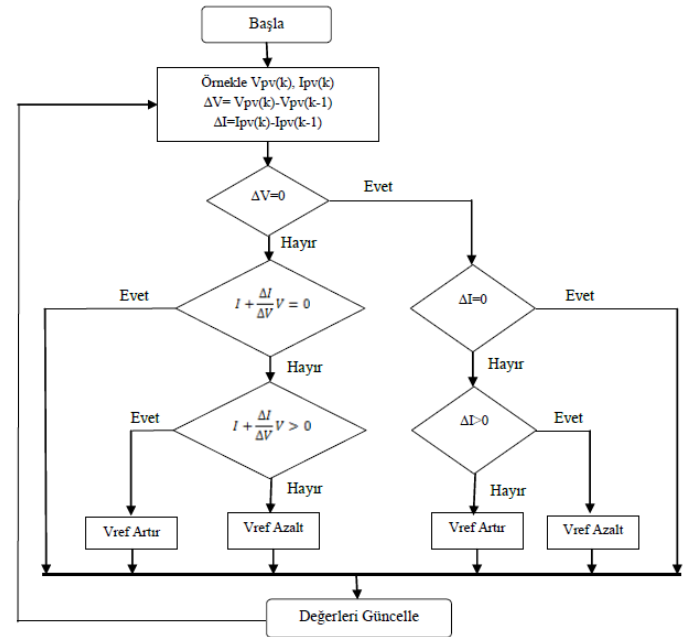 Başla
Örnekle Vpv(k), Ipv(k)
ΔV= Vpv(k)-Vpv(k-1)
ΔI=Ipv(k)-Ipv(k-1)
ΔV=0
Evet
Hayır
I + ΔI/ΔV V = 0
Evet
ΔI=0
Evet
Hayır
Hayır
I + ΔI/ΔV V > 0
Evet
ΔI>0
Evet
Hayır
Hayır
Vref Artır
Vref Azalt
Vref Artır
Vref Azalt
Değerleri Güncelle